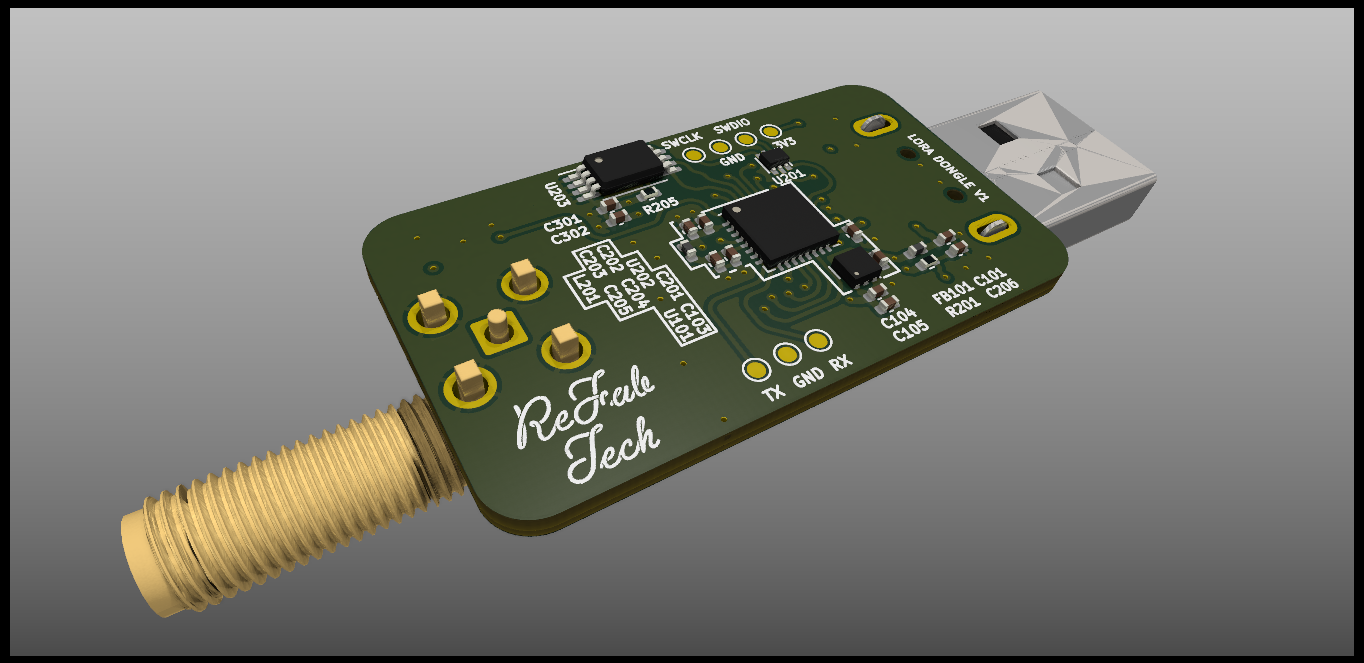 SWCLK
SWDIO
GND
3V3
U201
LORA DONGLE V1
U203
R205
C301
C302
C202
C203
L201
U202
C204
C205
C201
C103
U101
FB101 C101
R201 C206
C104
C105
TX GND RX
ReFale
Tech